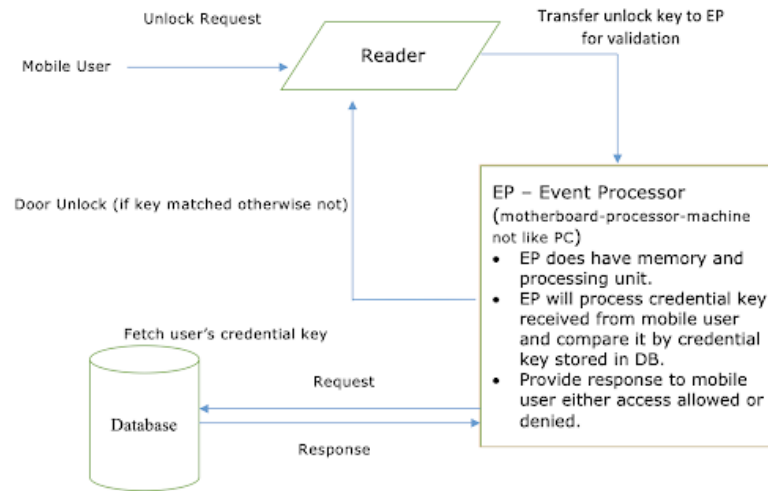 Unlock Request
Transfer unlock key to EP
for validation
Mobile User
Reader
Door Unlock (if key matched otherwise not)
EP – Event Processor
(motherboard-processor-machine
not like PC)
• EP does have memory and
processing unit.
• EP will process credential key
received from mobile user
and compare it by credential
key stored in DB.
• Provide response to mobile
user either access allowed or
denied.
Fetch user's credential key
Request
Database
Response